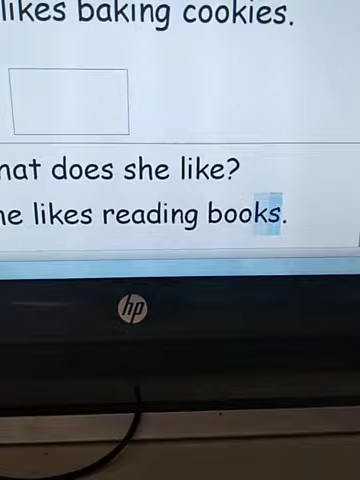 likes baking cookies.
hat does she like?
he likes reading books.
hp